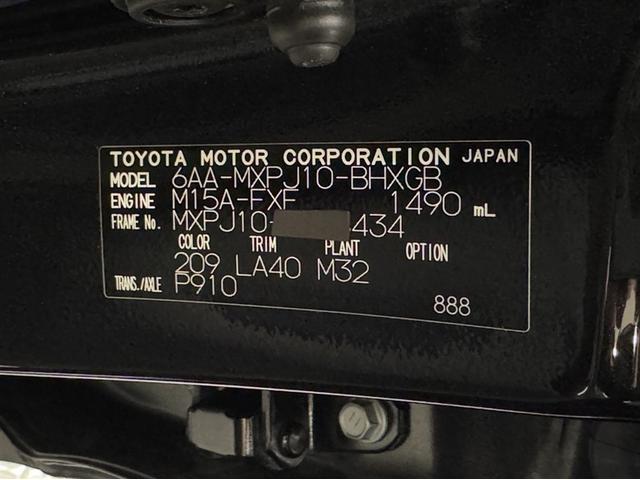 TOYOTA MOTOR CORPORATION JAPAN
MODEL 6AA-MXPJ10-BHXGB
ENGINE M15A-FXE 1490 mL
FRAME No. MXPJ10- 434
COLOR TRIM PLANT OPTION
209 LA40 M32
TRANS./AXLE P910
888